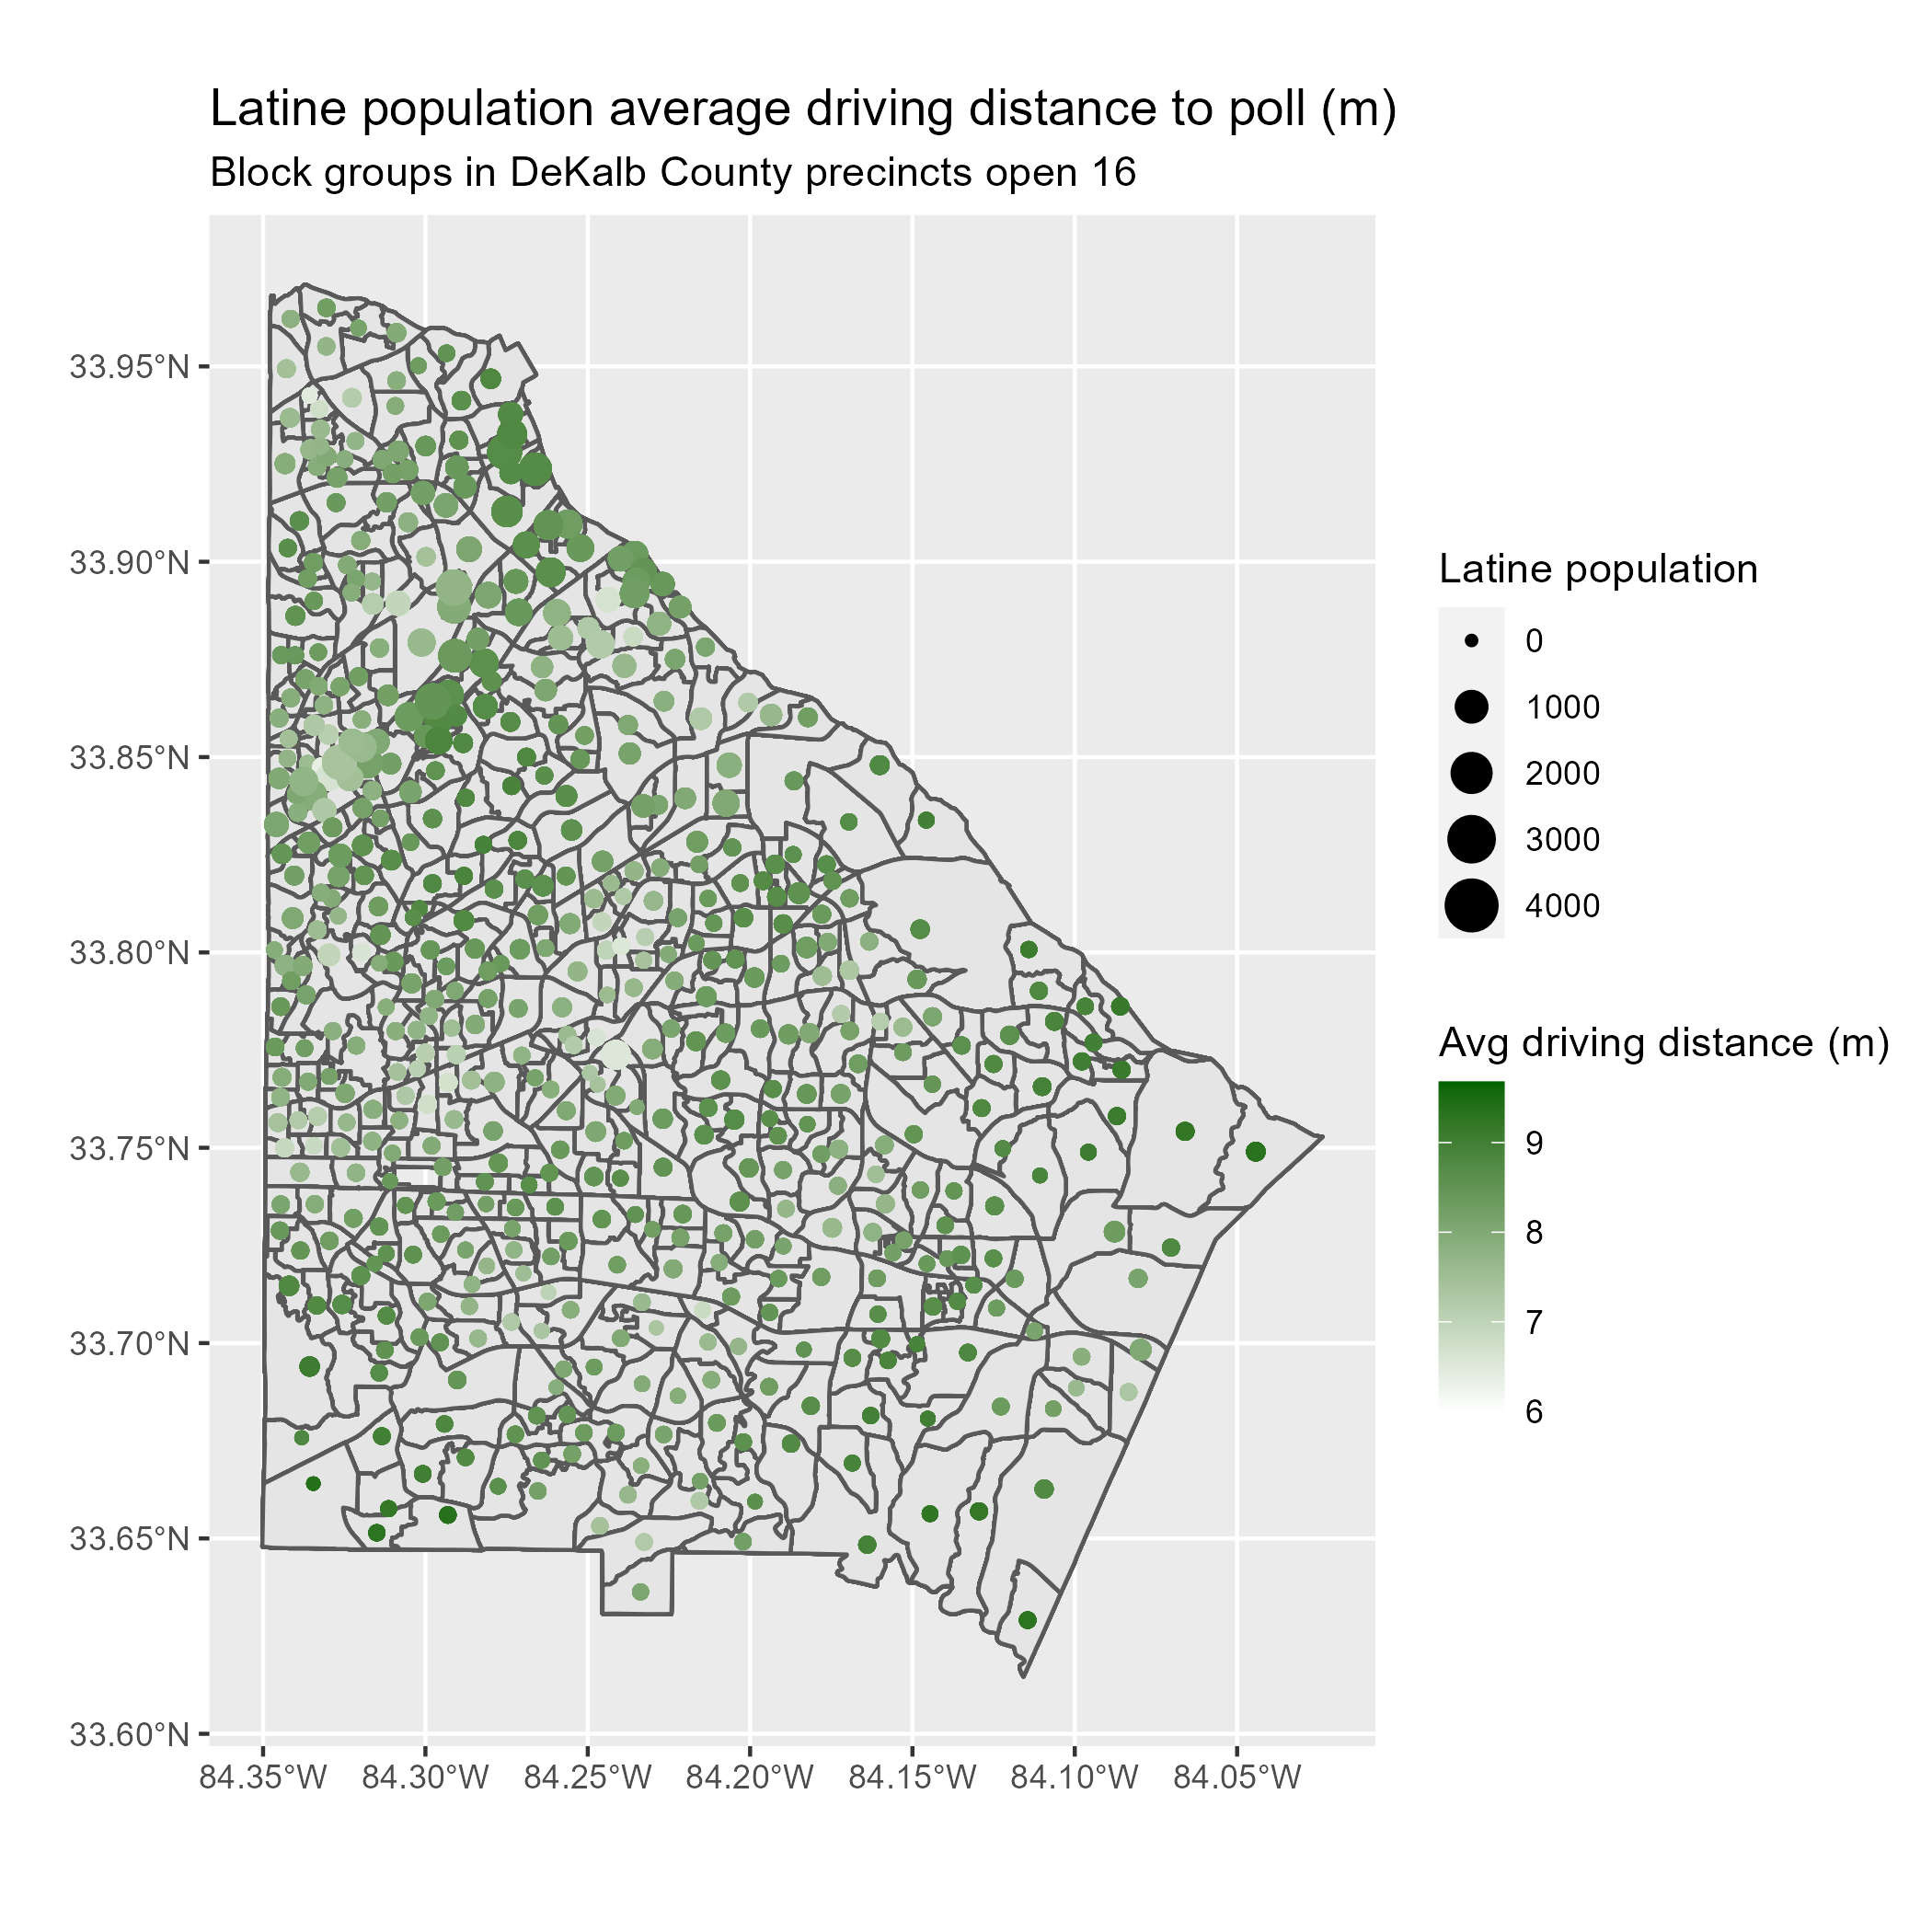 Latine population average driving distance to poll (m)
Block groups in DeKalb County precincts open 16
33.95°N
33.90°N
33.85°N
33.80°N
33.75°N
33.70°N
33.65°N
33.60°N
84.35°W 84.30°W 84.25°W 84.20°W 84.15°W 84.10°W 84.05°W
Latine population
0
1000
2000
3000
4000
Avg driving distance (m)
9
8
7
6